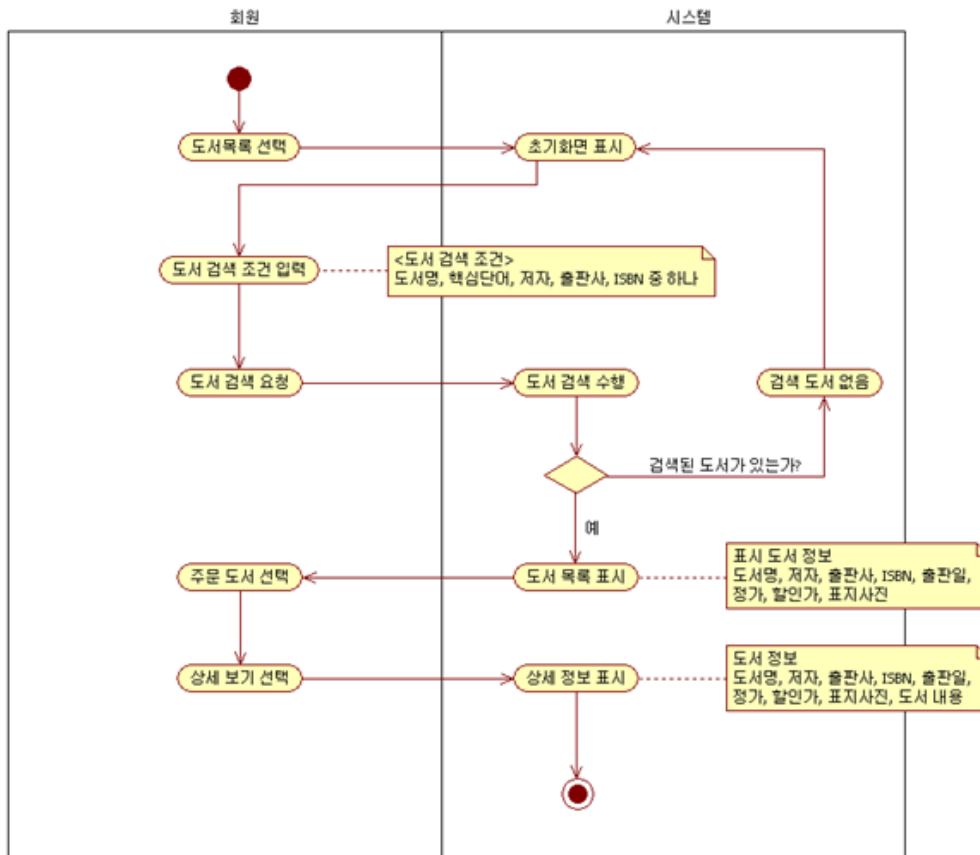 회원
시스템
도서목록 선택
초기화면 표시
도서 검색 조건 입력
<도서 검색 조건>
도서명, 핵심단어, 저자, 출판사, ISBN 중 하나
도서 검색 요청
도서 검색 수행
검색 도서 없음
검색된 도서가 있는가?
예
주문 도서 선택
도서 목록 표시
표시 도서 정보
도서명, 저자, 출판사, ISBN, 출판일,
정가, 할인가, 표지사진
상세 보기 선택
상세 정보 표시
도서 정보
도서명, 저자, 출판사, ISBN, 출판일,
정가, 할인가, 표지사진, 도서 내용